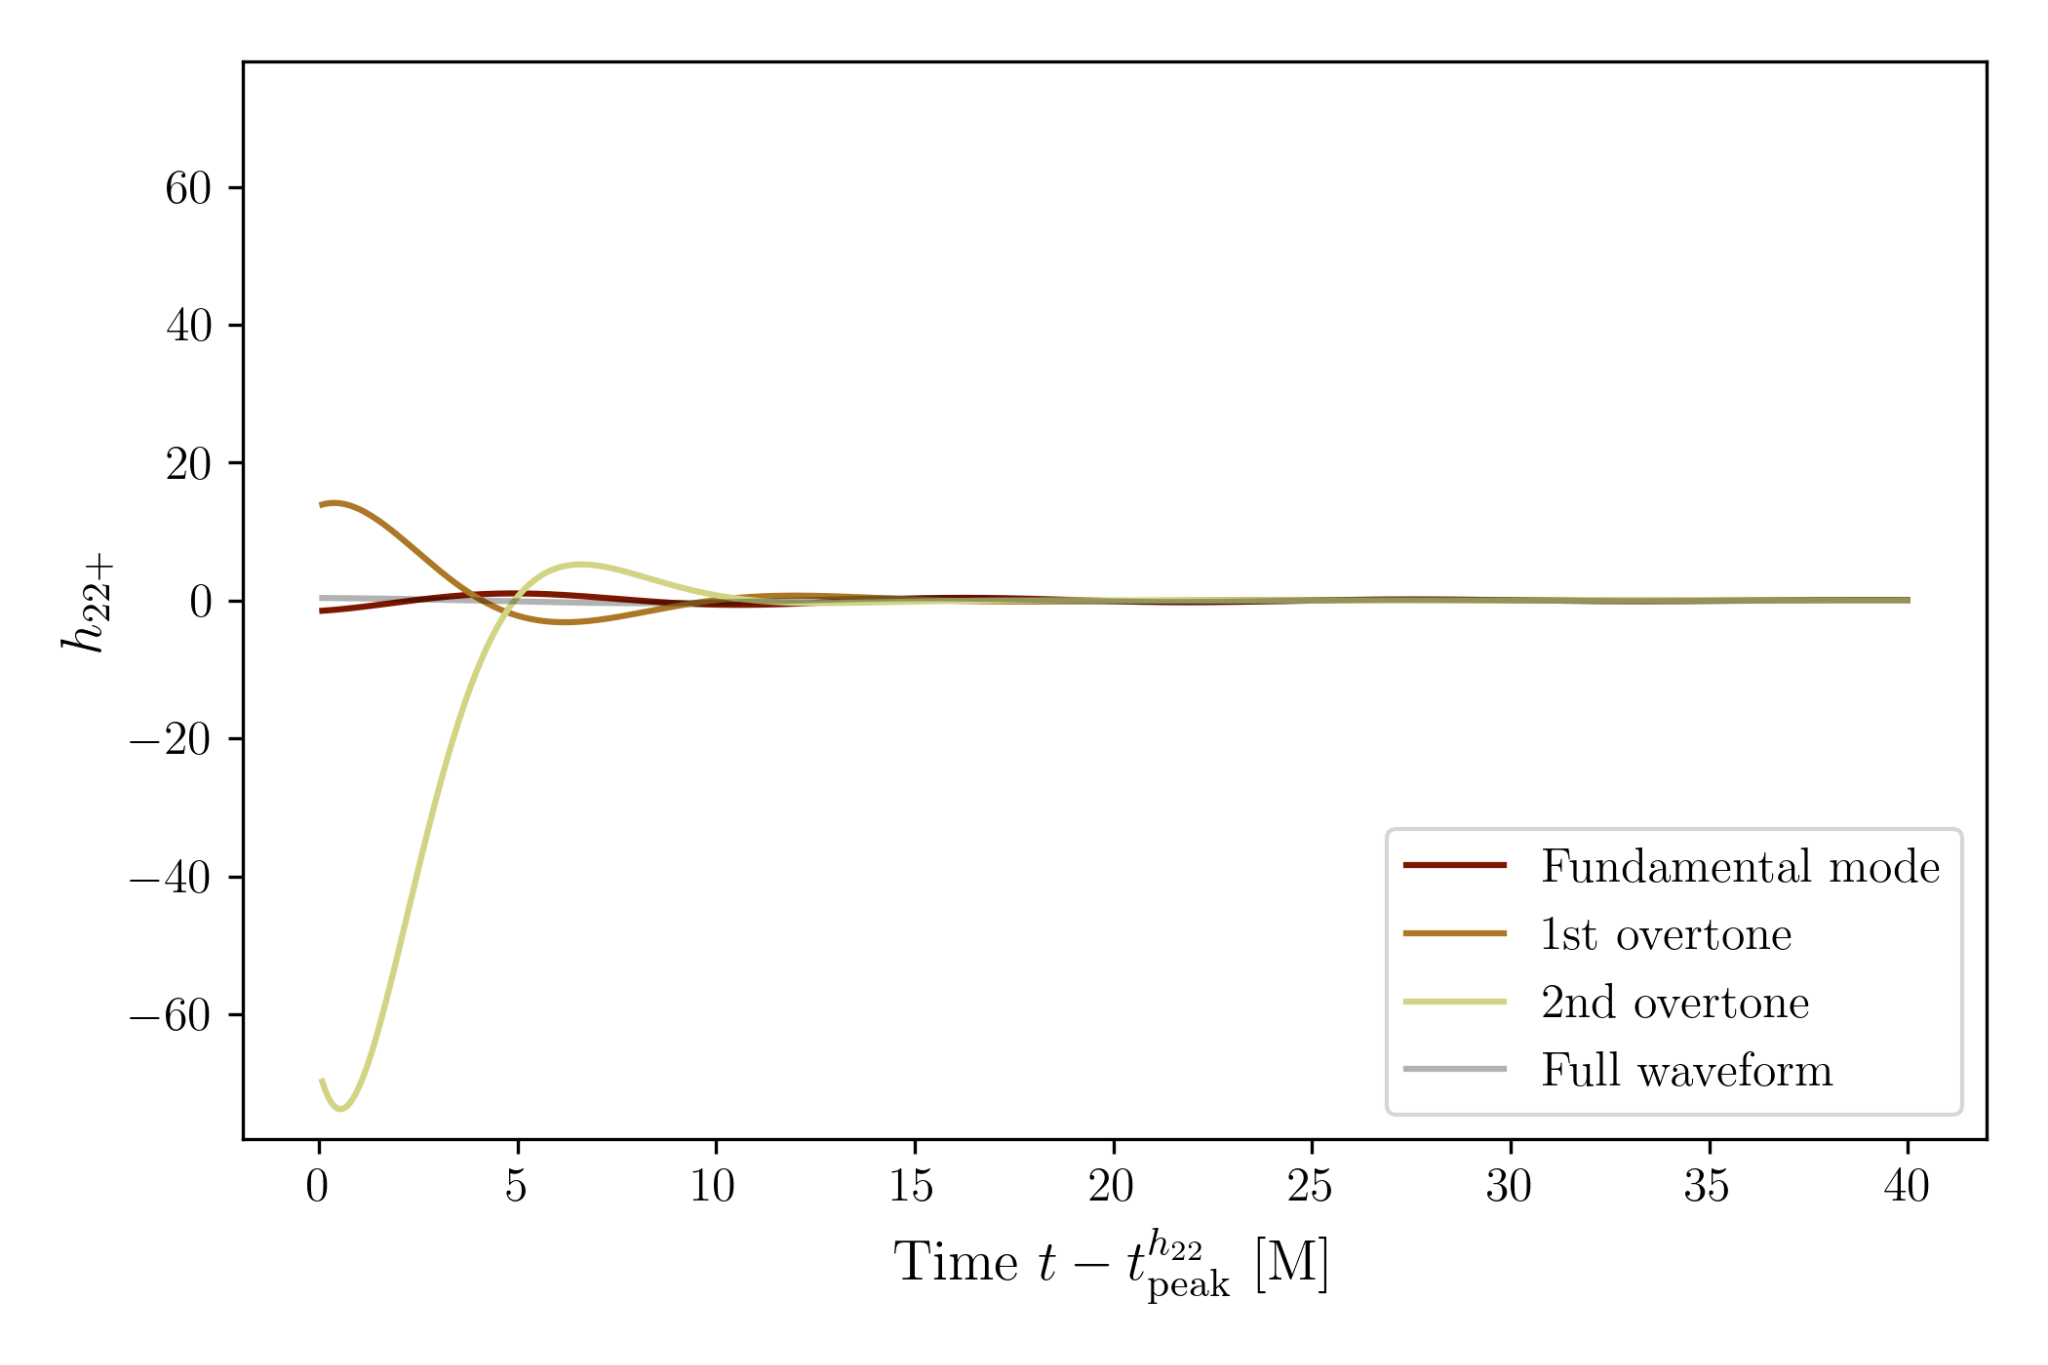 60
40
20
0
−20
−40
−60
h22+
0 5 10 15 20 25 30 35 40
Time t − t^{h22}_{peak} [M]
Fundamental mode
1st overtone
2nd overtone
Full waveform